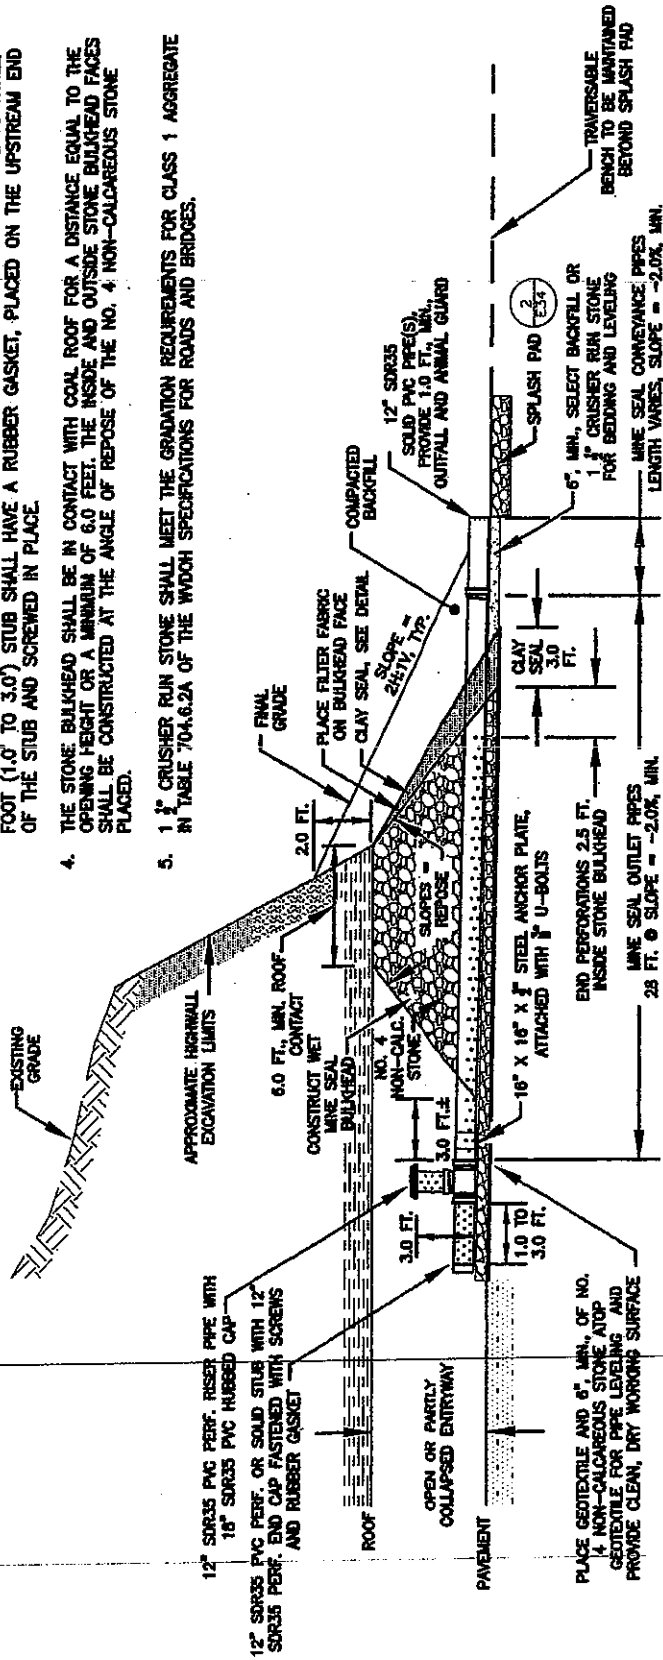 FOOT (1.0' TO 3.0') STUB SHALL HAVE A RUBBER GASKET, PLACED ON THE UPSTREAM END
OF THE STUB AND SCREWED IN PLACE.
4. THE STONE BULKHEAD SHALL BE IN CONTACT WITH COAL ROOF FOR A DISTANCE EQUAL TO THE
OPENING HEIGHT OR A MINIMUM OF 6.0 FEET. THE INSIDE AND OUTSIDE STONE BULKHEAD FACES
SHALL BE CONSTRUCTED AT THE ANGLE OF REPOSE OF THE NO. 4 NON-CALCAREOUS STONE
PLACED.
5. 1 1/2" CRUSHER RUN STONE SHALL MEET THE GRADATION REQUIREMENTS FOR CLASS 1 AGGREGATE
IN TABLE 704.6.2A OF THE WVDOH SPECIFICATIONS FOR ROADS AND BRIDGES.
EXISTING
GRADE
APPROXIMATE HIGHWALL
EXCAVATION LIMITS
FINAL
GRADE
2.0 FT.
6.0 FT., MIN. ROOF
CONTACT
CONSTRUCT WET
MINE SEAL
BULKHEAD
NO. 4
NON-CALC.
STONE
SLOPES =
REPOSE
PLACE FILTER FABRIC
ON BULKHEAD FACE
CLAY SEAL, SEE DETAIL
SLOPE =
2H:1V, TYP.
COMPACTED
BACKFILL
12" SDR35
SOLID PVC PIPE(S),
PROVIDE 1.0 FT., MIN.,
OUTFALL AND ANIMAL GUARD
2
E34
SPLASH PAD
TRAVERSABLE
BENCH TO BE MAINTAINED
BEYOND SPLASH PAD
12" SDR35 PVC PERF. RISER PIPE WITH
18" SDR35 PVC HUBBED CAP
12" SDR35 PVC PERF. OR SOLID STUB WITH 12"
SDR35 PERF. END CAP FASTENED WITH SCREWS
AND RUBBER GASKET
ROOF
OPEN OR PARTLY
COLLAPSED ENTRYWAY
PAVEMENT
3.0 FT.
3.0 FT.±
1.0 TO
3.0 FT.
PLACE GEOTEXTILE AND 6", MIN., OF NO.
4 NON-CALCAREOUS STONE ATOP
GEOTEXTILE FOR PIPE LEVELING AND
PROVIDE CLEAN, DRY WORKING SURFACE
16" X 16" X STEEL ANCHOR PLATE,
ATTACHED WITH U-BOLTS
END PERFORATIONS 2.5 FT.
INSIDE STONE BULKHEAD
CLAY
SEAL
3.0
FT.
6", MIN., SELECT BACKFILL OR
1 1/2" CRUSHER RUN STONE
FOR BEDDING AND LEVELING
MINE SEAL OUTLET PIPES
28 FT. @ SLOPE = -2.0%, MIN.
MINE SEAL CONVEYANCE PIPES
LENGTH VARIES, SLOPE = -2.0%, MIN.